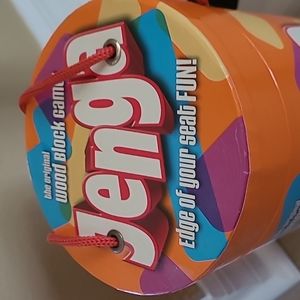 the original
WOOD BLOCK Game
Jenga
Edge of your seat FUN!